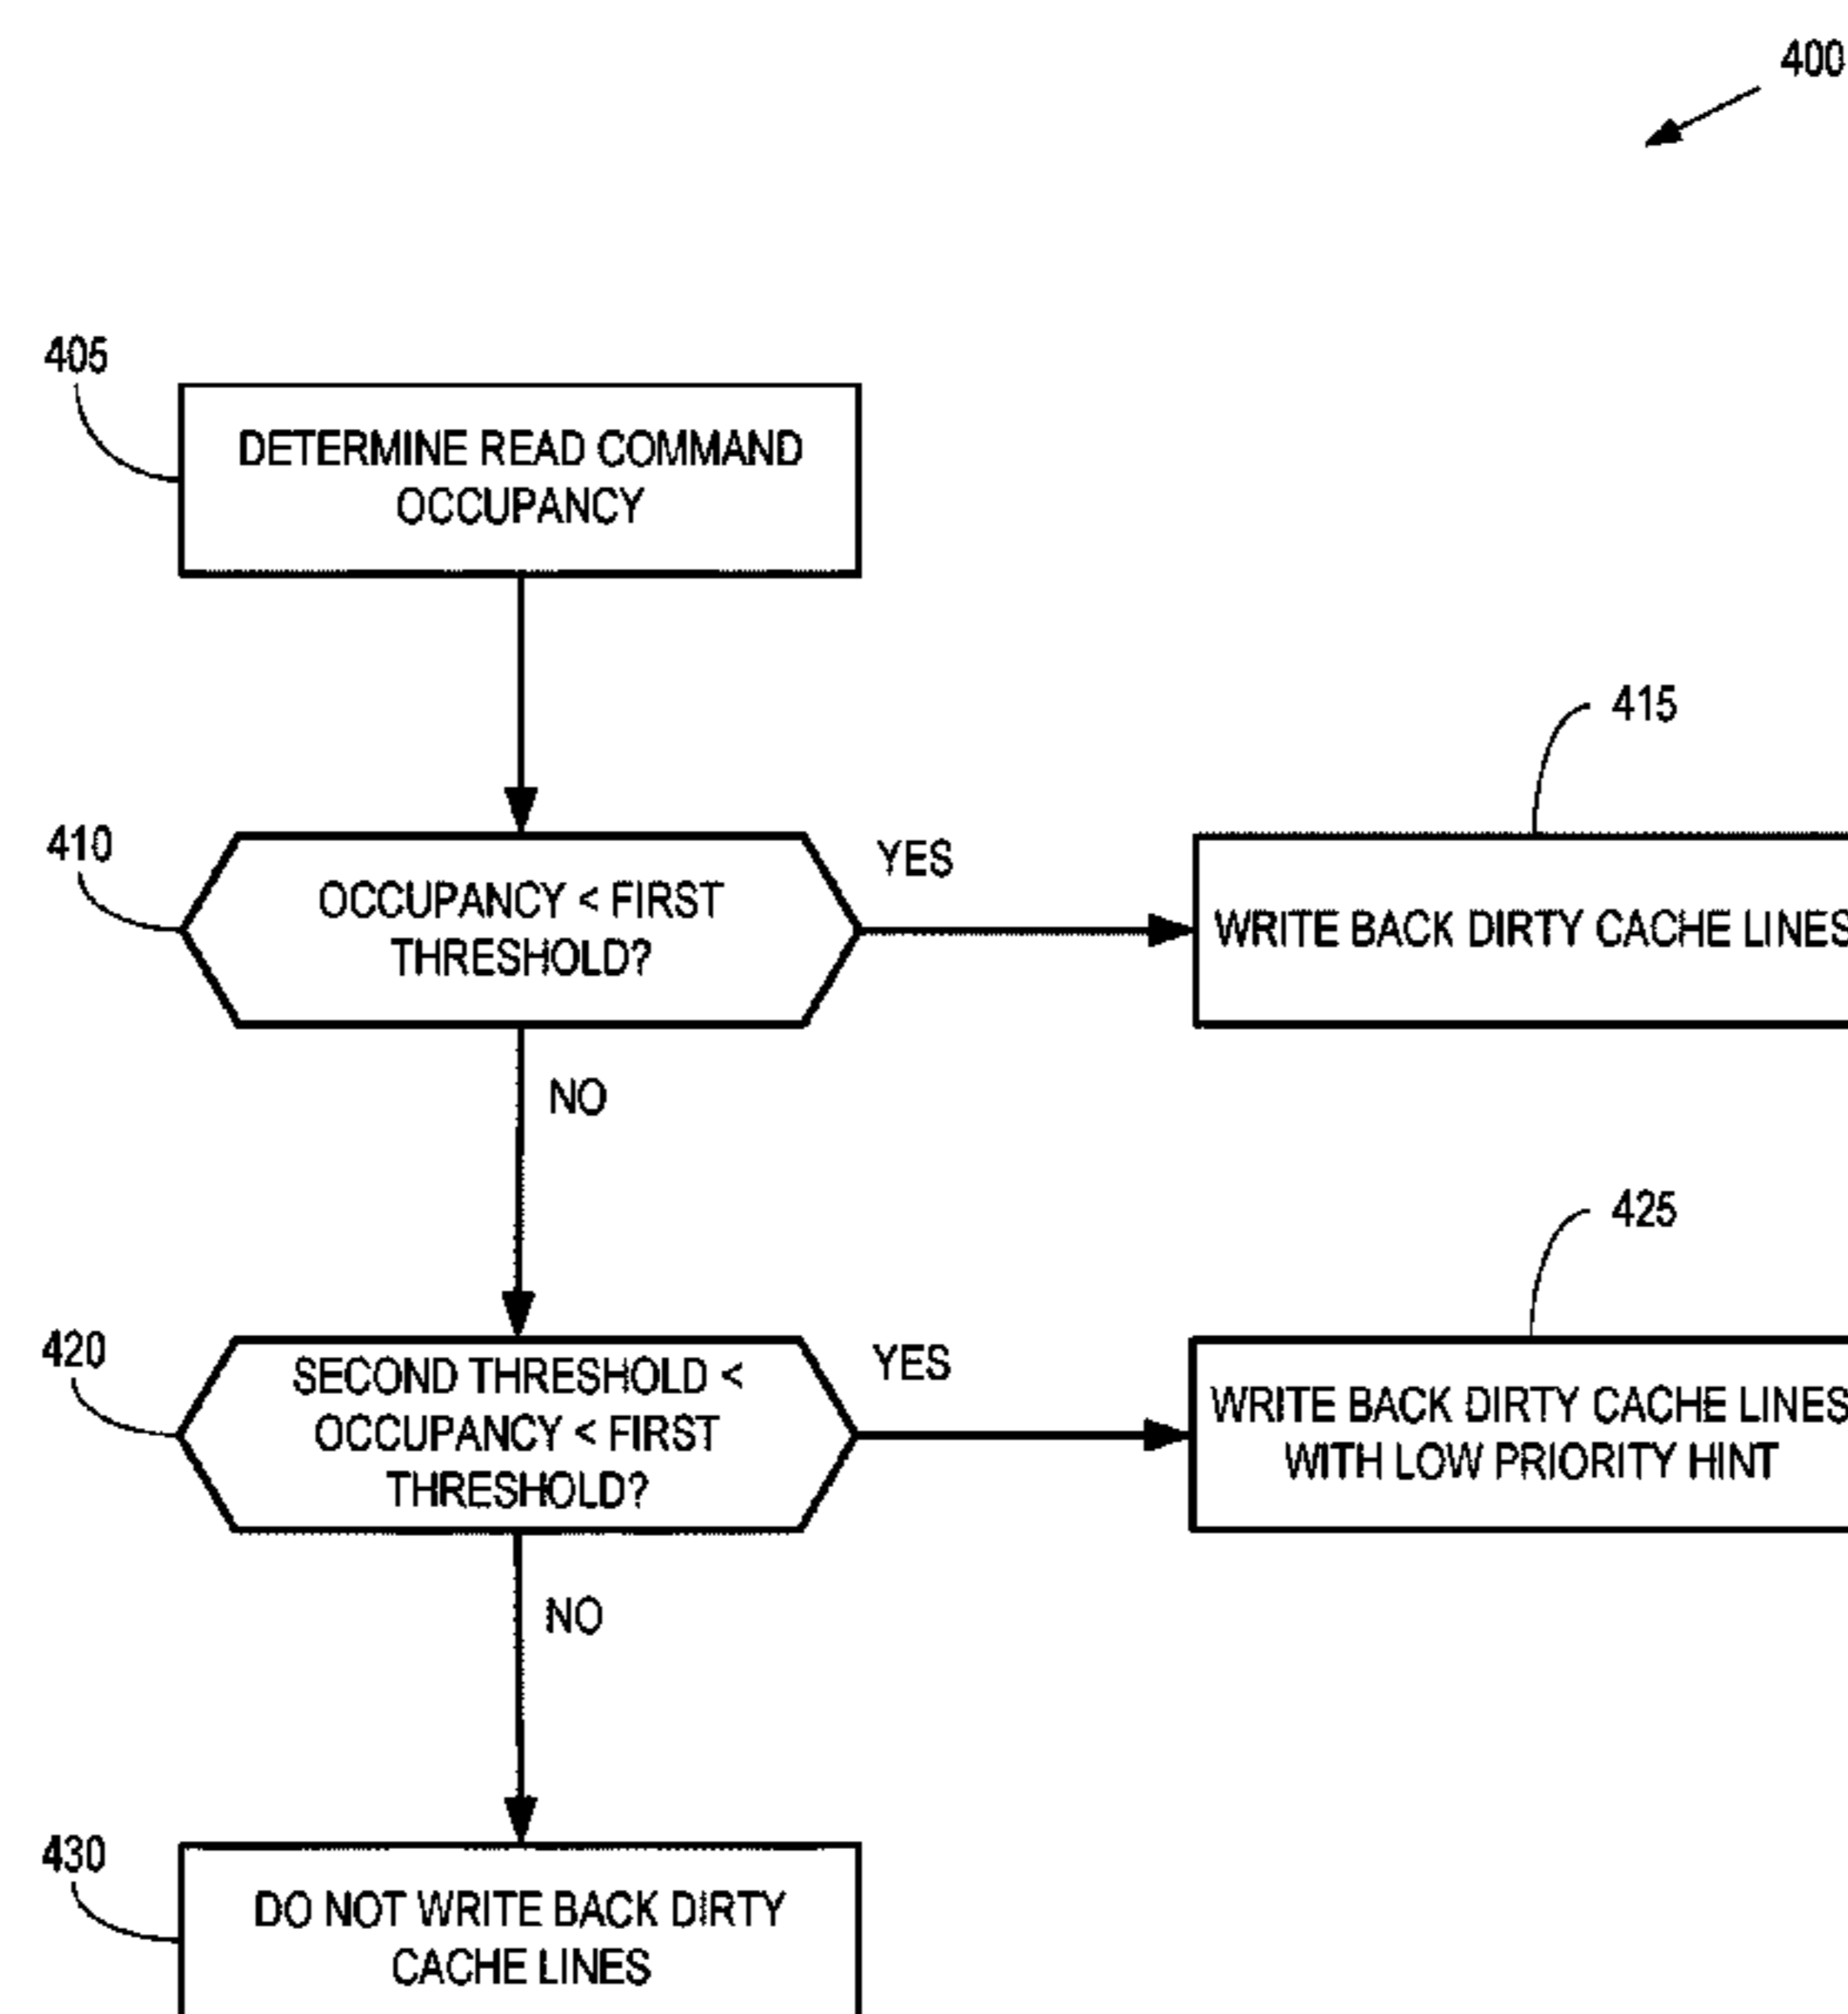 400
405
DETERMINE READ COMMAND
OCCUPANCY
415
410
OCCUPANCY < FIRST
THRESHOLD?
YES
WRITE BACK DIRTY CACHE LINES
NO
425
420
SECOND THRESHOLD <
OCCUPANCY < FIRST
THRESHOLD?
YES
WRITE BACK DIRTY CACHE LINES
WITH LOW PRIORITY HINT
NO
430
DO NOT WRITE BACK DIRTY
CACHE LINES